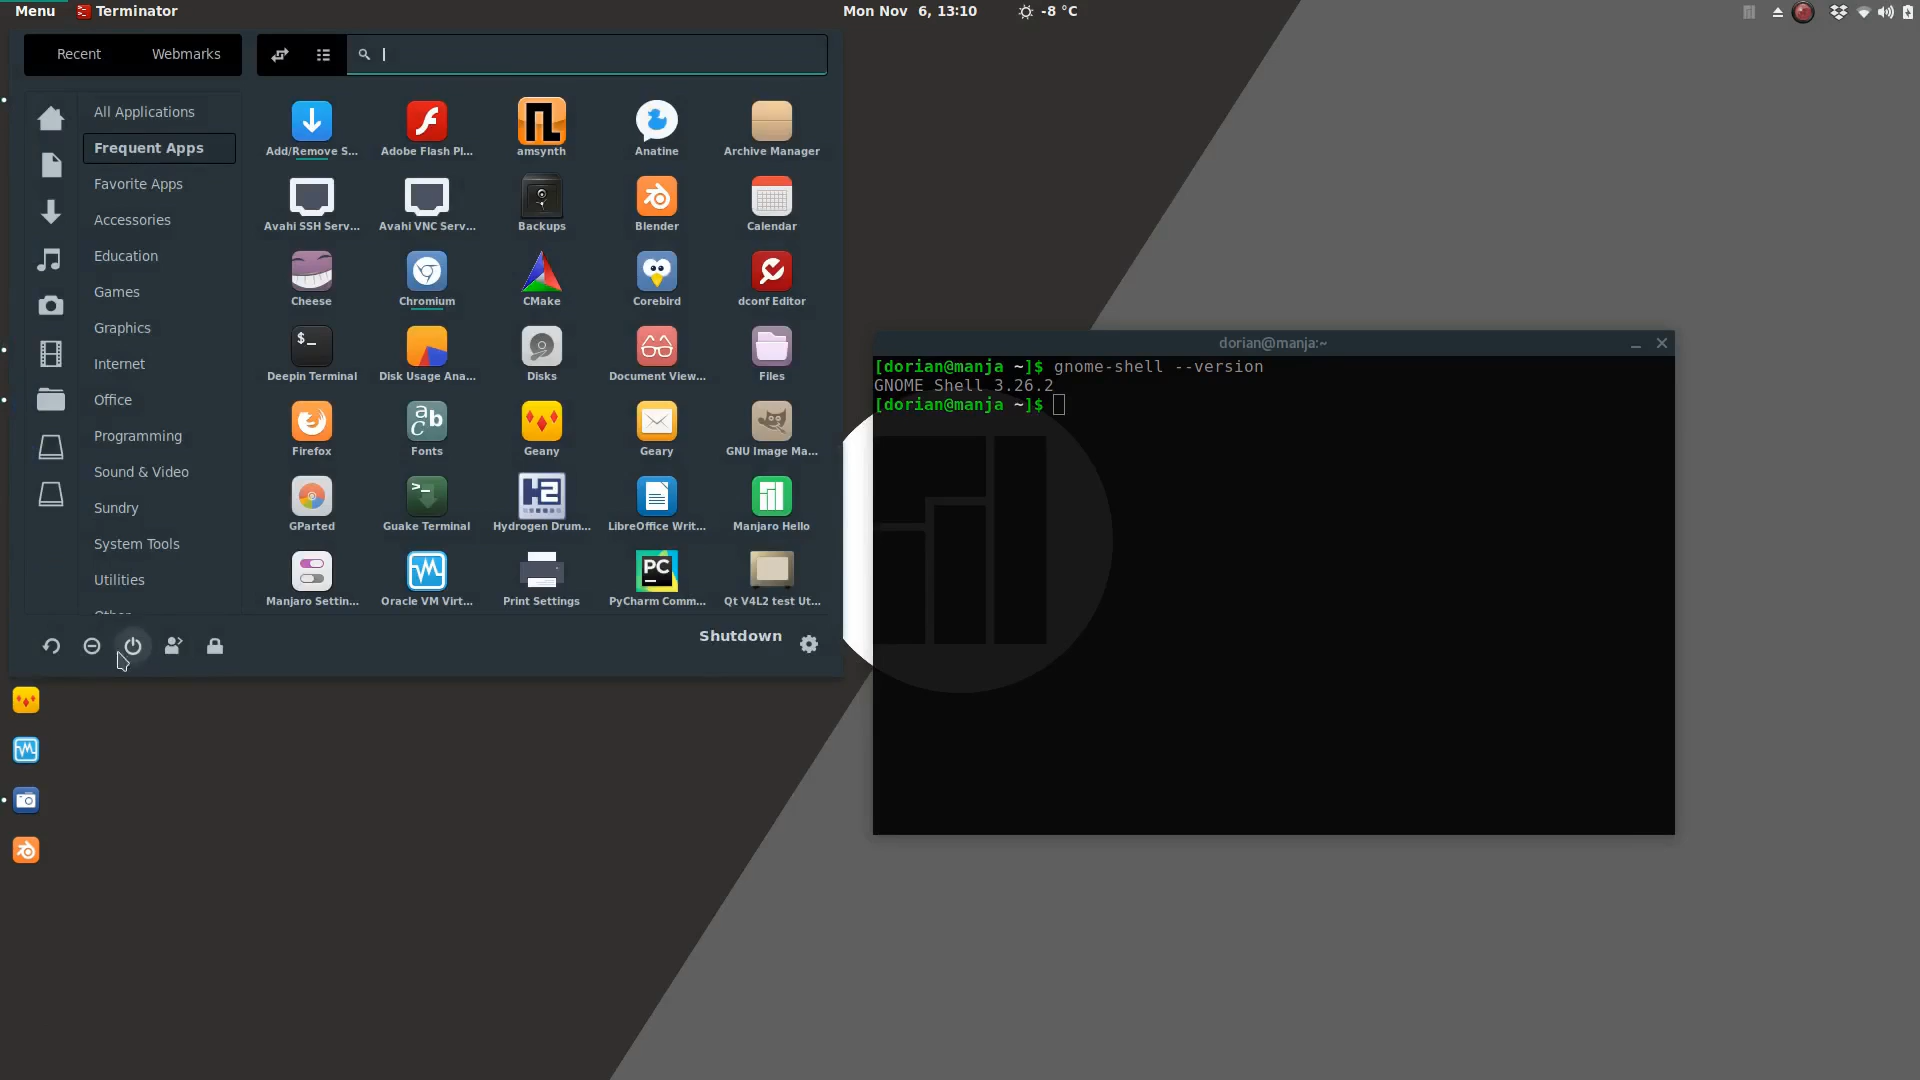 Menu Terminator Mon Nov 6, 13:10 -8 °C
Recent Webmarks
All Applications
Frequent Apps
Favorite Apps
Accessories
Education
Games
Graphics
Internet
Office
Programming
Sound & Video
Sundry
System Tools
Utilities
Add/Remove S... Adobe Flash Pl... amsynth Anatine Archive Manager
Avahi SSH Serv... Avahi VNC Serv... Backups Blender Calendar
Cheese Chromium CMake Corebird dconf Editor
$_
Deepin Terminal Disk Usage Ana... Disks Document View... Files
a b c
Firefox Fonts Geany Geary GNU Image Ma...
>_ H2
GParted Guake Terminal Hydrogen Drum... LibreOffice Writ... Manjaro Hello
PC
Manjaro Settin... Oracle VM Virt... Print Settings PyCharm Comm... Qt V4L2 test Ut...
Shutdown
dorian@manja:~
[dorian@manja ~]$ gnome-shell --version
GNOME Shell 3.26.2
[dorian@manja ~]$